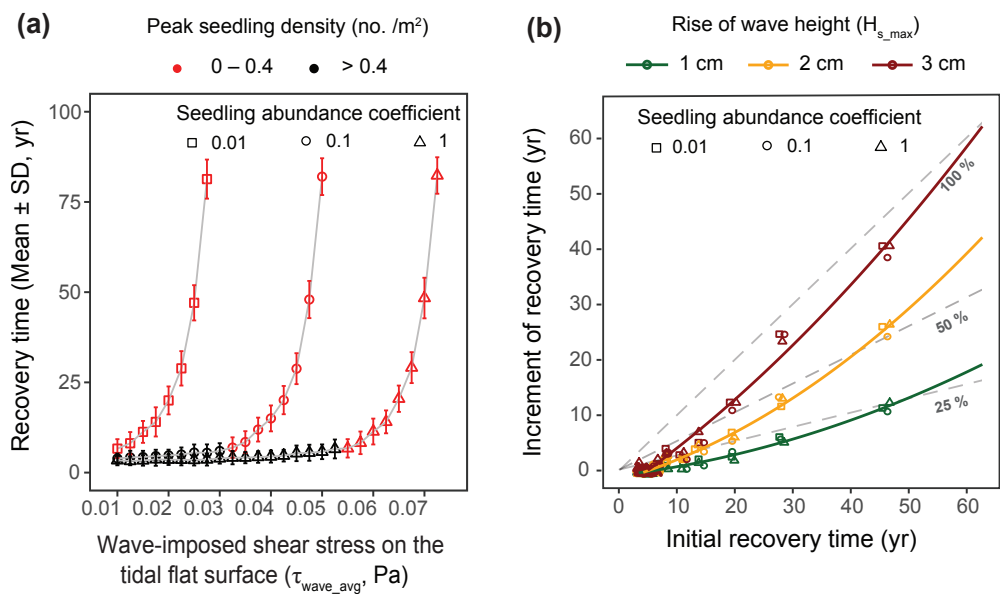 (a)
Peak seedling density (no. /m²)
0 – 0.4
> 0.4
Seedling abundance coefficient
0.01
0.1
1
100
75
50
25
0
Recovery time (Mean ± SD, yr)
0.01
0.02
0.03
0.04
0.05
0.06
0.07
Wave-imposed shear stress on the
tidal flat surface (τwave_avg, Pa)
(b)
Rise of wave height (Hs_max)
1 cm
2 cm
3 cm
Seedling abundance coefficient
0.01
0.1
1
100 %
50 %
25 %
60
50
40
30
20
10
0
Increment of recovery time (yr)
0
10
20
30
40
50
60
Initial recovery time (yr)